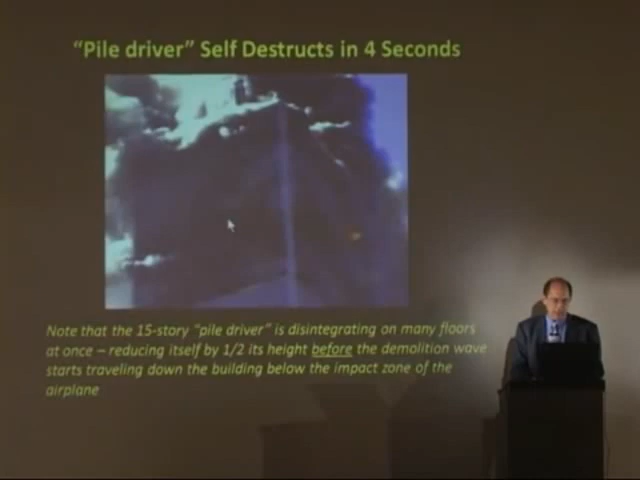 “Pile driver” Self Destructs in 4 Seconds
Note that the 15-story “pile driver” is disintegrating on many floors
at once – reducing itself by 1/2 its height before the demolition wave
starts traveling down the building below the impact zone of the
airplane